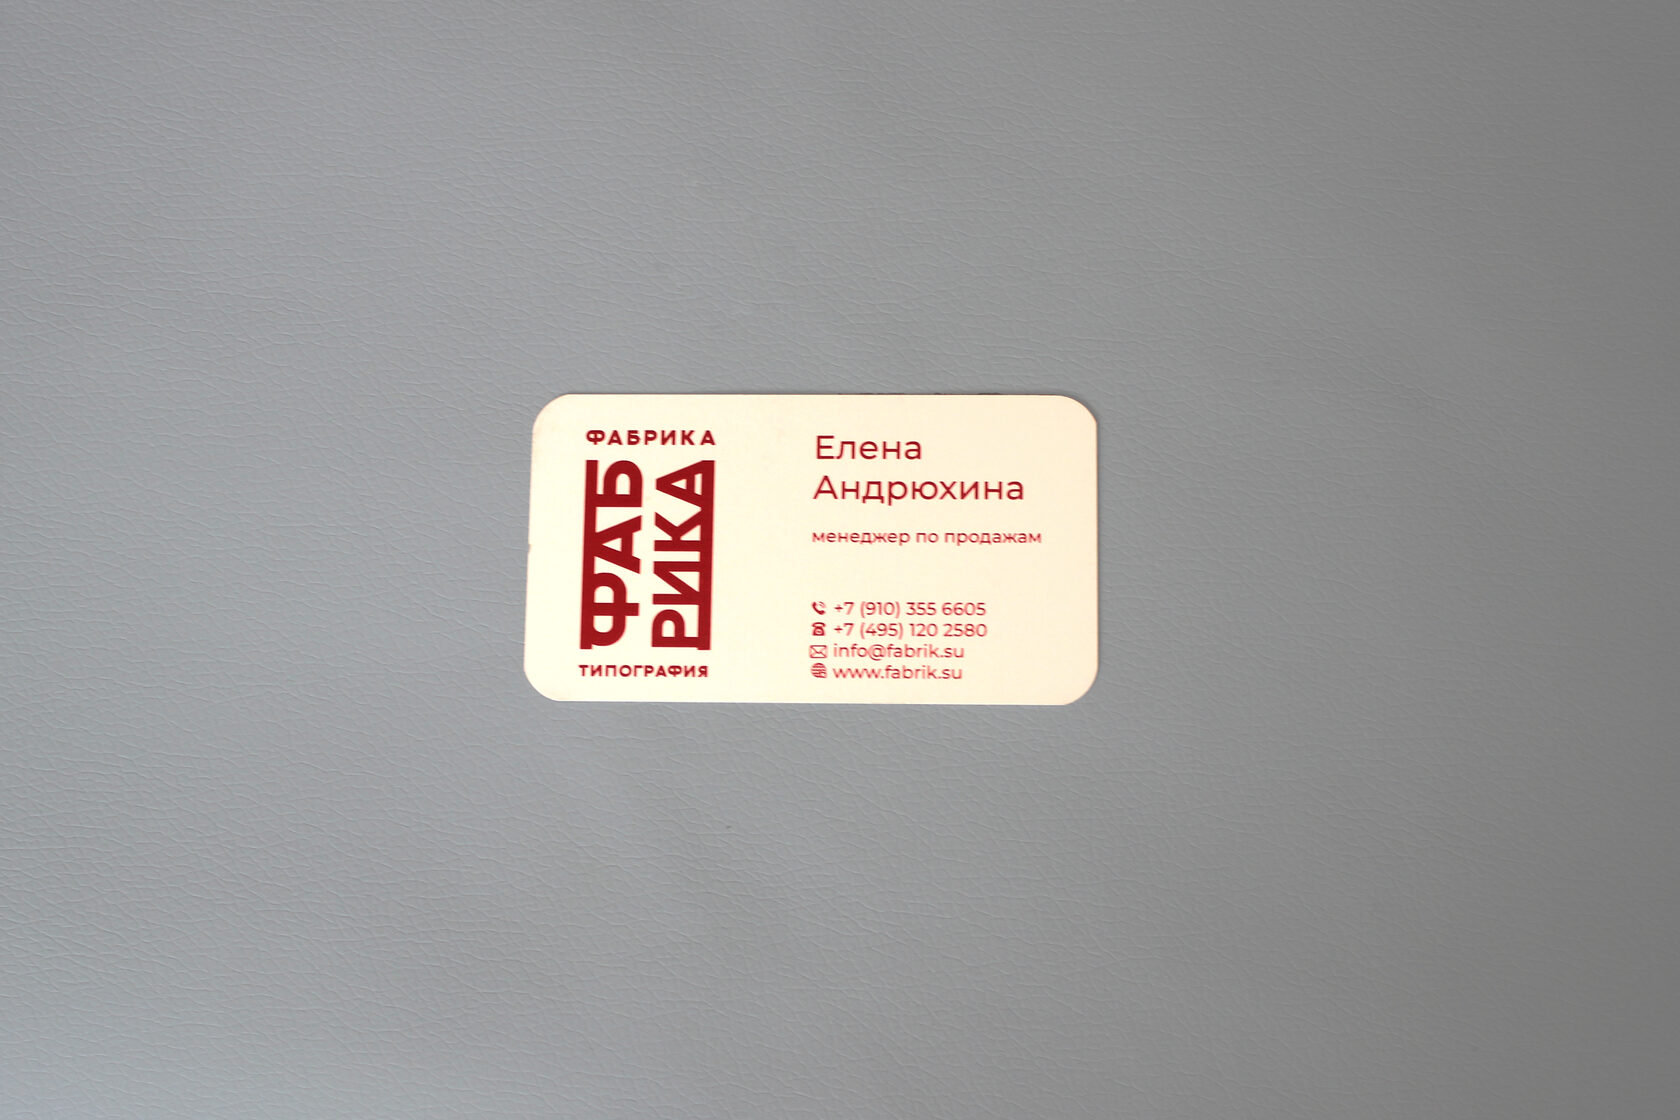 ФАБРИКА
ФАБ
РИКА
ТИПОГРАФИЯ
Елена
Андрюхина
менеджер по продажам
+7 (910) 355 6605
+7 (495) 120 2580
info@fabrik.su
www.fabrik.su